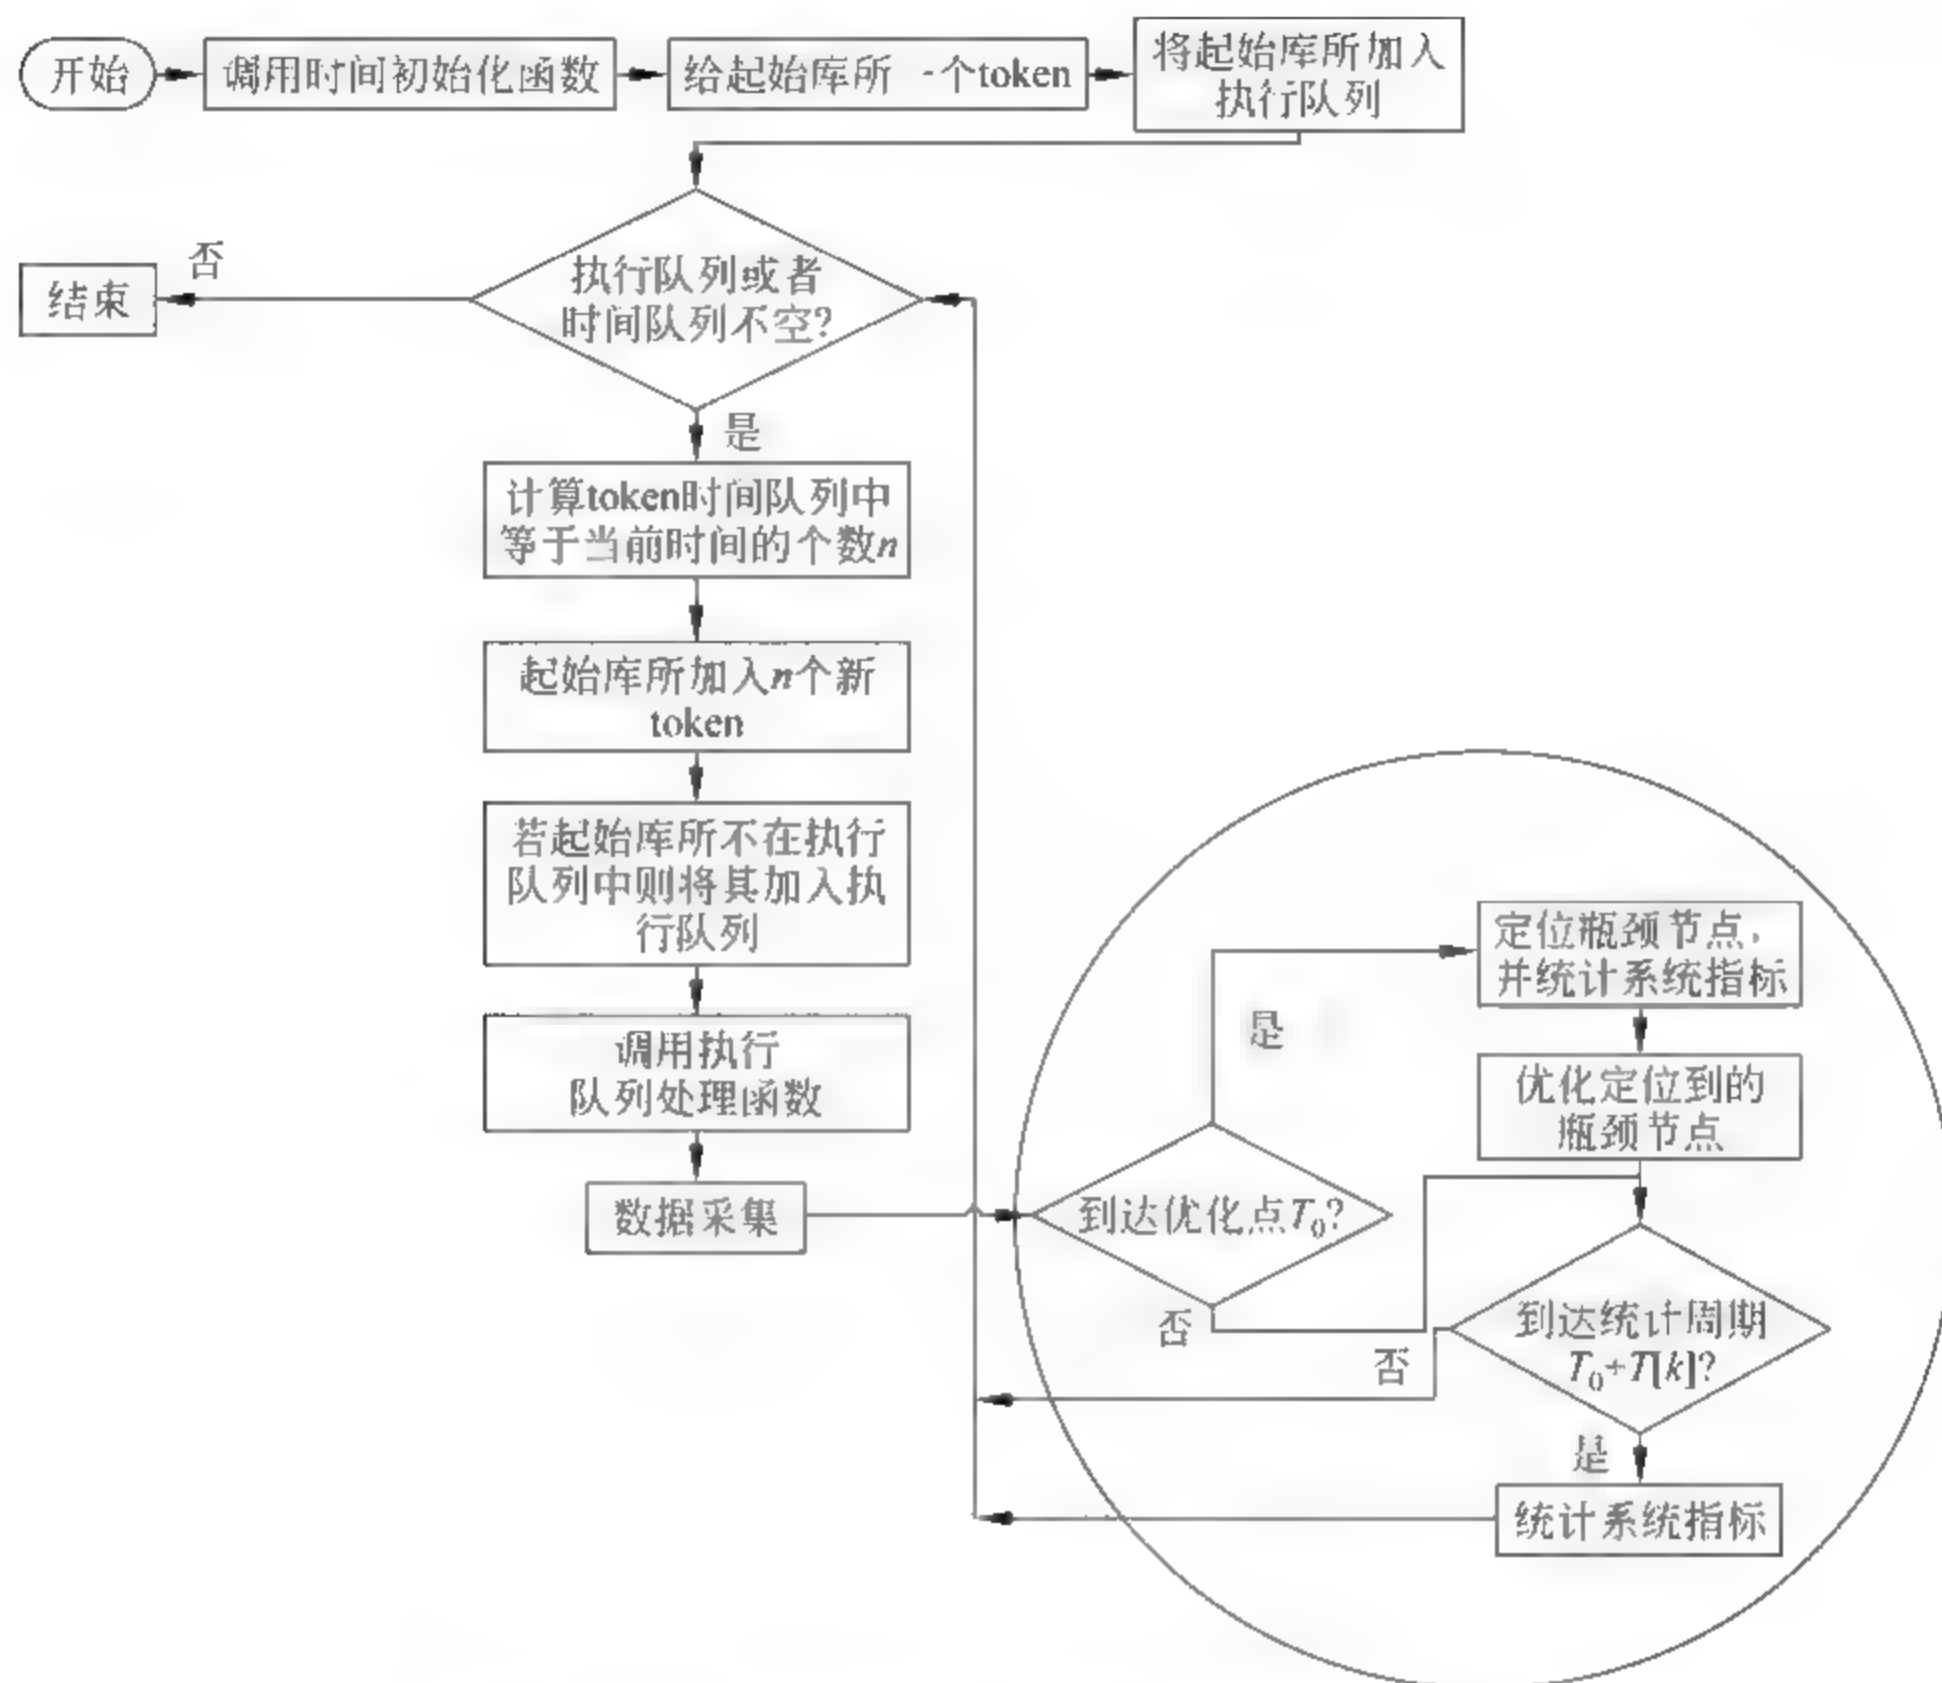 开始
调用时间初始化函数
给起始库所一个token
将起始库所加入
执行队列
否
结束
执行队列或者
时间队列不空?
是
计算token时间队列中
等于当前时间的个数n
起始库所加入n个新
token
若起始库所不在执行
队列中则将其加入执
行队列
调用执行
队列处理函数
数据采集
到达优化点T₀?
是
否
定位瓶颈节点,
并统计系统指标
优化定位到的
瓶颈节点
到达统计周期
T₀+T[k]?
否
是
统计系统指标